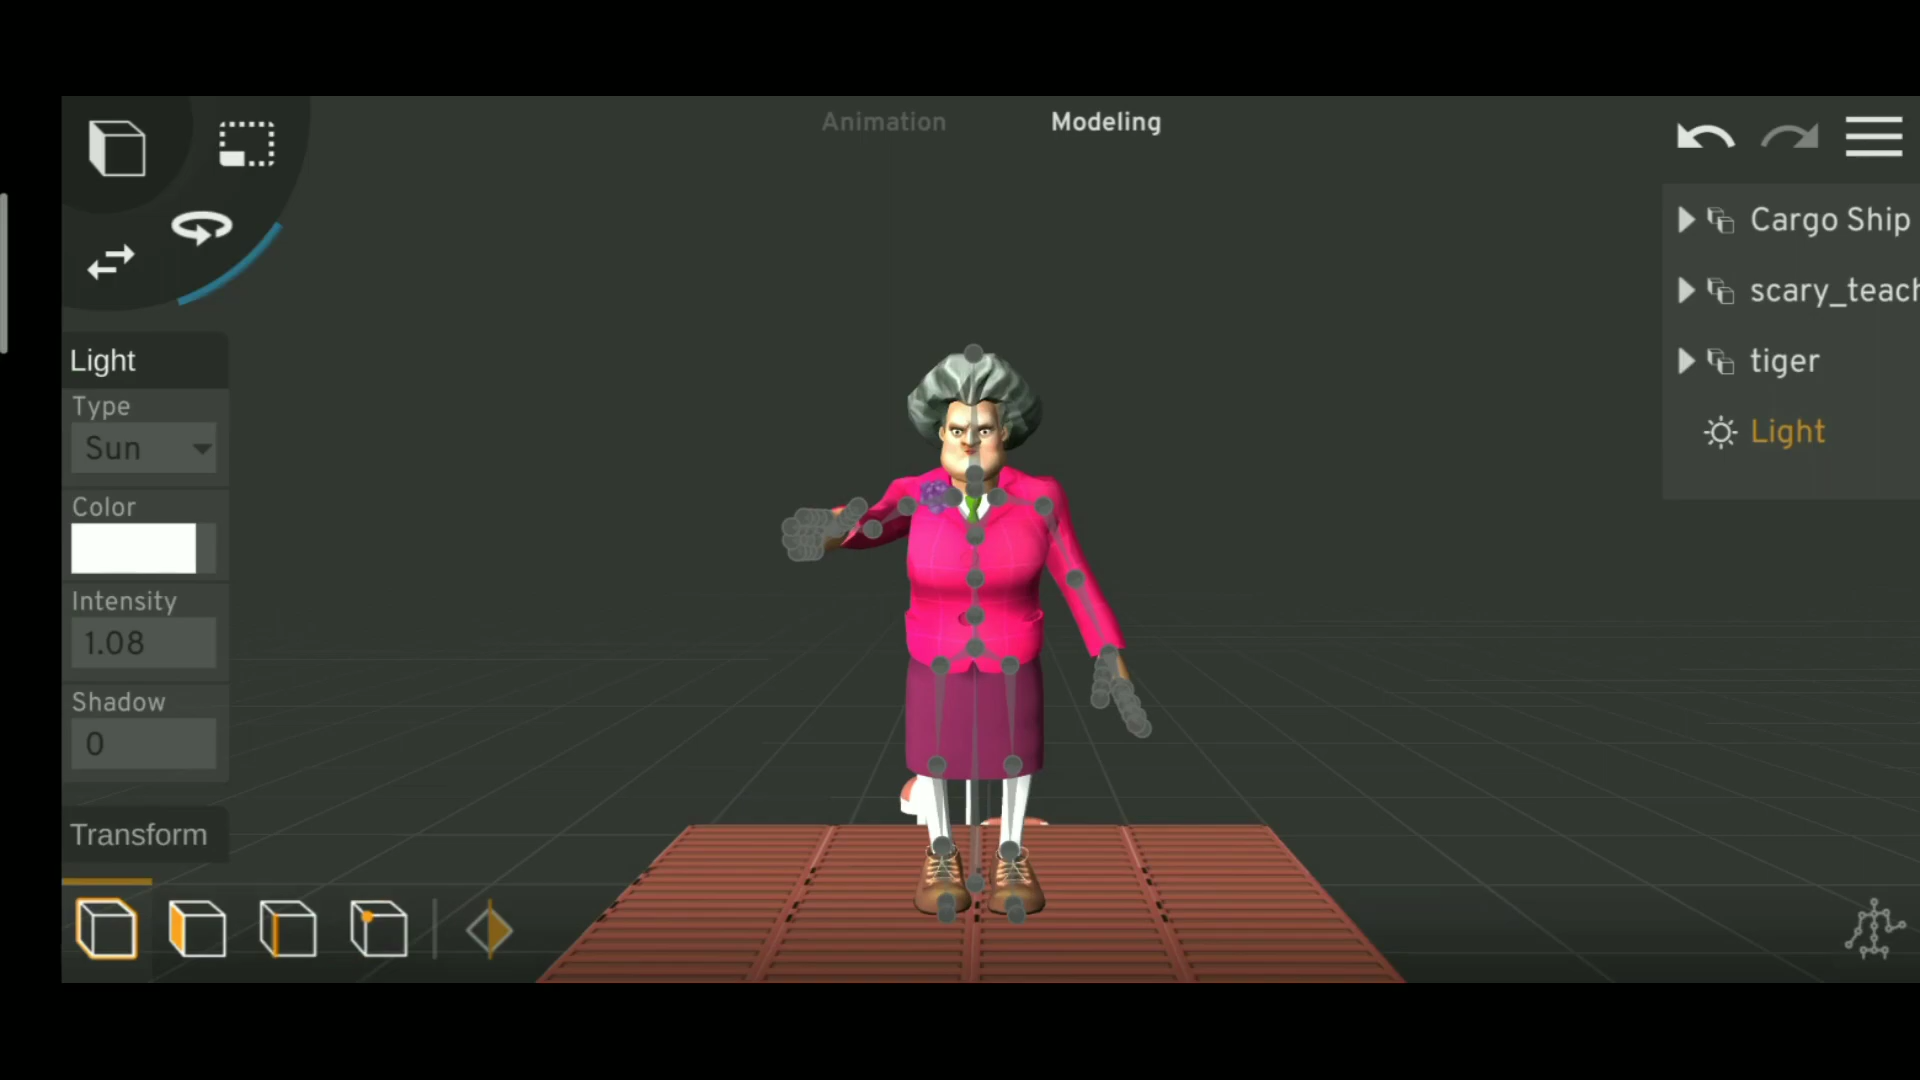 Animation Modeling
Cargo Ship
scary_teach
tiger
Light
Light
Type
Sun
Color
Intensity
1.08
Shadow
0
Transform